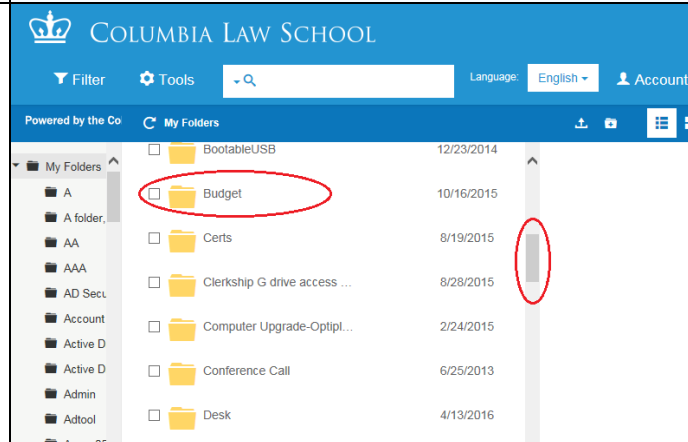 COLUMBIA LAW SCHOOL
Filter Tools Language: English Account
Powered by the Co My Folders
My Folders
A
A folder,
AA
AAA
AD Secu
Account
Active D
Active D
Admin
Adtool
BootableUSB 12/23/2014
Budget 10/16/2015
Certs 8/19/2015
Clerkship G drive access ... 8/28/2015
Computer Upgrade-Optipl... 2/24/2015
Conference Call 6/25/2013
Desk 4/13/2016